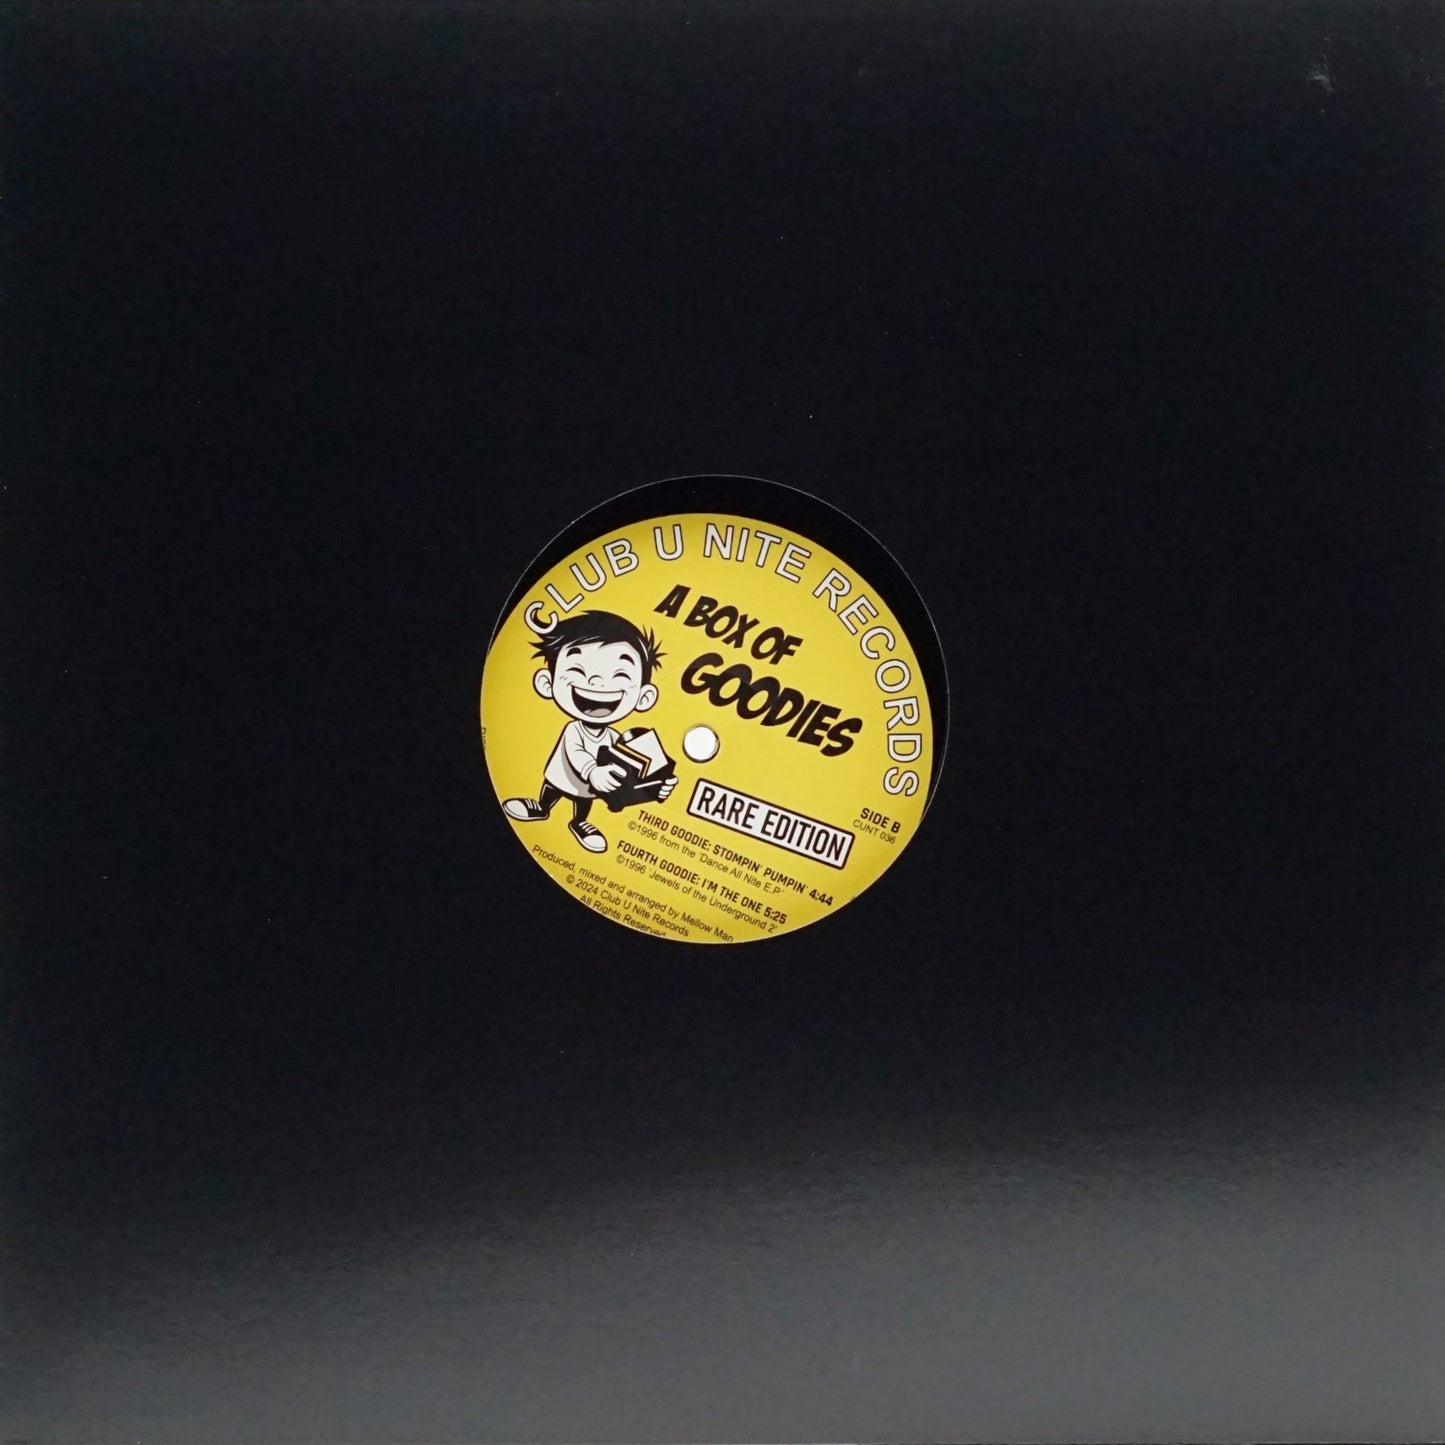 CLUB U NITE RECORDS
A BOX OF
GOODIES
RARE EDITION
SIDE B
CUNT 036
THIRD GOODIE: STOMPIN' PUMPIN' 4:44
©1996 from the 'Dance All Nite E.P.'
FOURTH GOODIE: I'M THE ONE 5:25
©1996 'Jewels of the Underground 2'
Produced, mixed and arranged by Mellow Man
© 2024 Club U Nite Records
All Rights Reserved